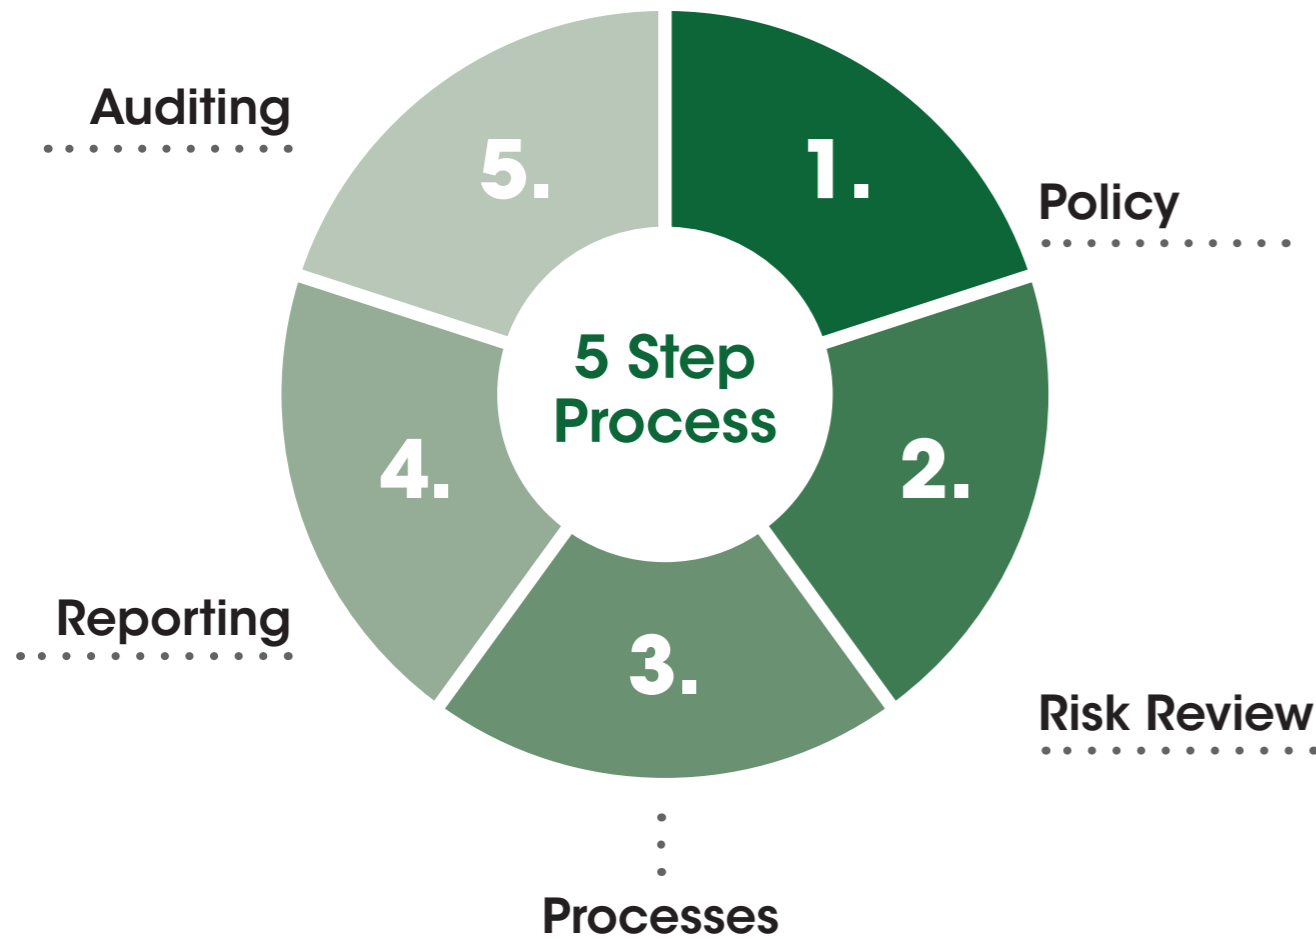 Auditing
5.
1.
Policy
5 Step
Process
4.
2.
Reporting
3.
Risk Review
Processes